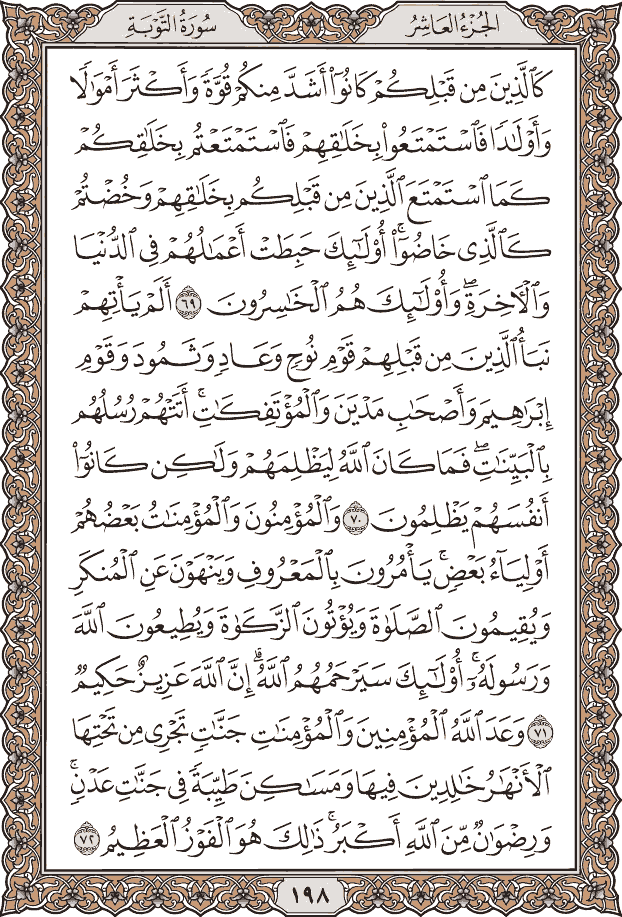 الجُزْءُ العَاشِرُ
سُورَةُ التَّوْبَةِ
كَٱلَّذِينَ مِن قَبۡلِكُمۡ كَانُوٓاْ أَشَدَّ مِنكُمۡ قُوَّةٗ وَأَكۡثَرَ أَمۡوَٰلٗا
وَأَوۡلَٰدٗا فَٱسۡتَمۡتَعُواْ بِخَلَٰقِهِمۡ فَٱسۡتَمۡتَعۡتُم بِخَلَٰقِكُمۡ
كَمَا ٱسۡتَمۡتَعَ ٱلَّذِينَ مِن قَبۡلِكُم بِخَلَٰقِهِمۡ وَخُضۡتُمۡ
كَٱلَّذِي خَاضُوٓاْۚ أُوْلَٰٓئِكَ حَبِطَتۡ أَعۡمَٰلُهُمۡ فِي ٱلدُّنۡيَا
وَٱلۡأٓخِرَةِۖ وَأُوْلَٰٓئِكَ هُمُ ٱلۡخَٰسِرُونَ ٦٩ أَلَمۡ يَأۡتِهِمۡ
نَبَأُ ٱلَّذِينَ مِن قَبۡلِهِمۡ قَوۡمِ نُوحٖ وَعَادٖ وَثَمُودَ وَقَوۡمِ
إِبۡرَٰهِيمَ وَأَصۡحَٰبِ مَدۡيَنَ وَٱلۡمُؤۡتَفِكَٰتِۚ أَتَتۡهُمۡ رُسُلُهُم
بِٱلۡبَيِّنَٰتِۖ فَمَا كَانَ ٱللَّهُ لِيَظۡلِمَهُمۡ وَلَٰكِن كَانُوٓاْ
أَنفُسَهُمۡ يَظۡلِمُونَ ٧٠ وَٱلۡمُؤۡمِنُونَ وَٱلۡمُؤۡمِنَٰتُ بَعۡضُهُمۡ
أَوۡلِيَآءُ بَعۡضٖۚ يَأۡمُرُونَ بِٱلۡمَعۡرُوفِ وَيَنۡهَوۡنَ عَنِ ٱلۡمُنكَرِ
وَيُقِيمُونَ ٱلصَّلَوٰةَ وَيُؤۡتُونَ ٱلزَّكَوٰةَ وَيُطِيعُونَ ٱللَّهَ
وَرَسُولَهُۥٓۚ أُوْلَٰٓئِكَ سَيَرۡحَمُهُمُ ٱللَّهُۗ إِنَّ ٱللَّهَ عَزِيزٌ حَكِيمٞ
٧١ وَعَدَ ٱللَّهُ ٱلۡمُؤۡمِنِينَ وَٱلۡمُؤۡمِنَٰتِ جَنَّٰتٖ تَجۡرِي مِن تَحۡتِهَا
ٱلۡأَنۡهَٰرُ خَٰلِدِينَ فِيهَا وَمَسَٰكِنَ طَيِّبَةٗ فِي جَنَّٰتِ عَدۡنٖۚ
وَرِضۡوَٰنٞ مِّنَ ٱللَّهِ أَكۡبَرُۚ ذَٰلِكَ هُوَ ٱلۡفَوۡزُ ٱلۡعَظِيمُ ٧٢
١٩٨